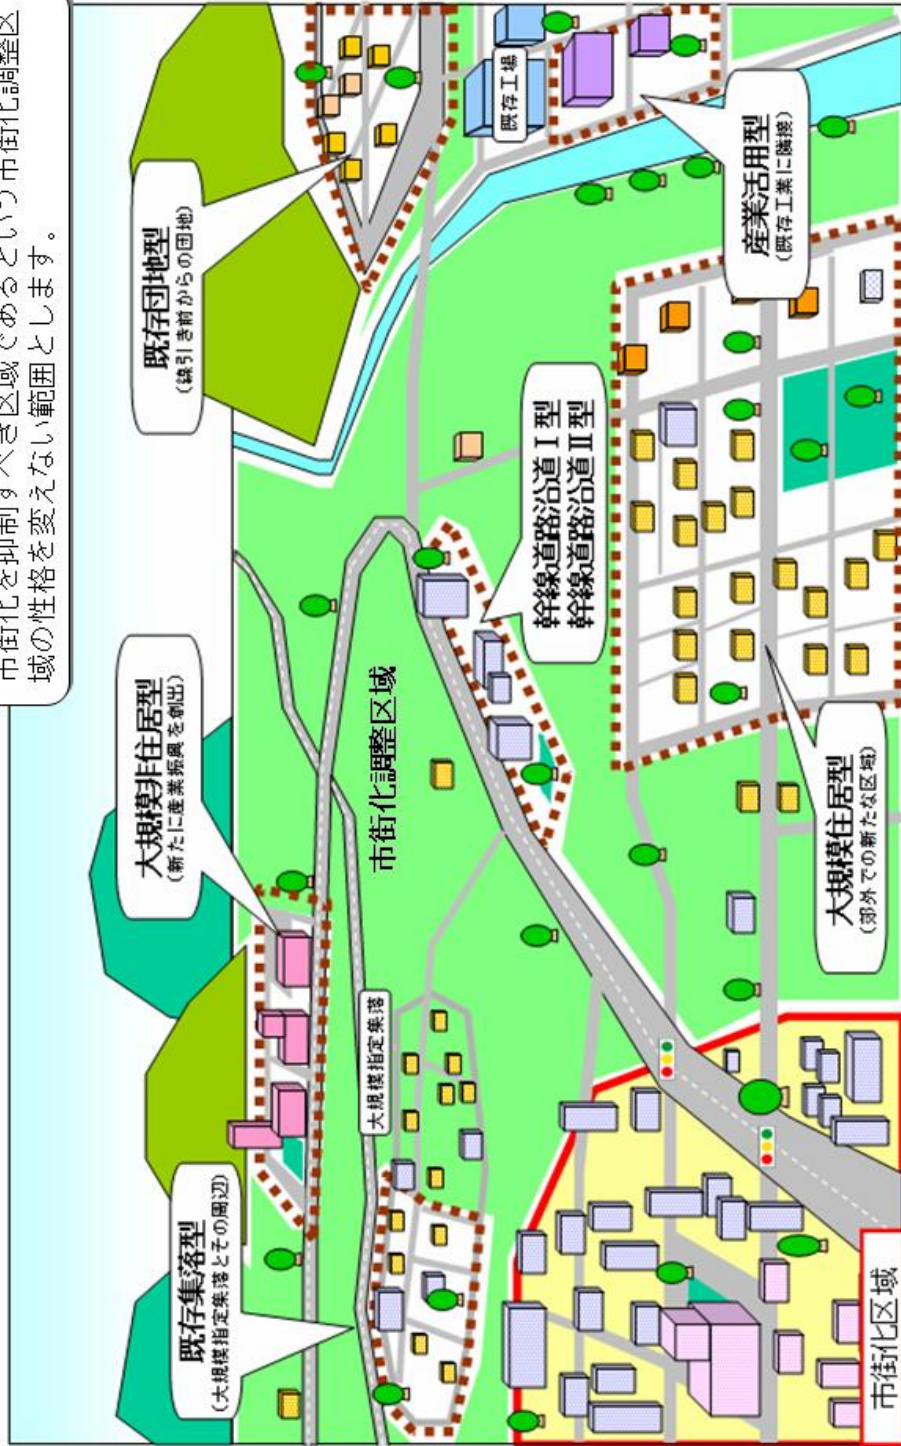 市街化を抑制すべき区域であるという市街化調整区
域の性格を変えない範囲とします。
既存集落型
(大規模指定集落とその周辺)
大規模非住居型
(新たに産業振興を創出)
既存団地型
(線引き前からの団地)
大規模指定集落
市街化調整区域
幹線道路沿道Ⅰ型
幹線道路沿道Ⅱ型
既存工場
産業活用型
(既存工業に隣接)
大規模住居型
(郊外での新たな区域)
市街化区域